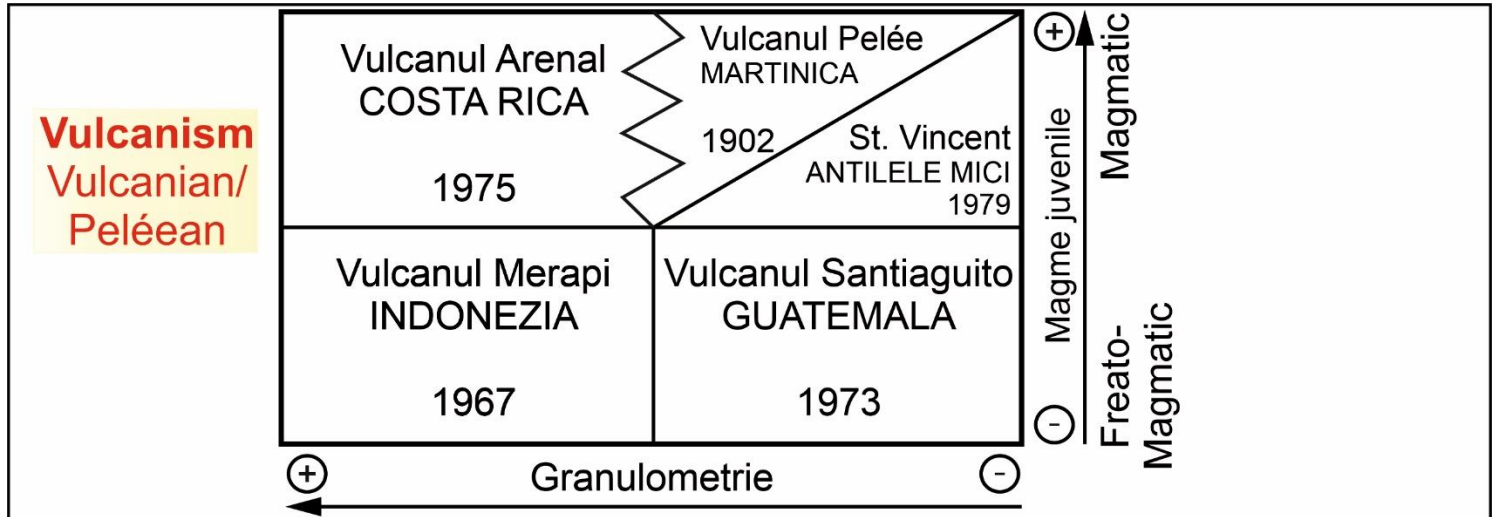 Vulcanism
Vulcanian/
Peléean
Vulcanul Arenal
COSTA RICA
1975
Vulcanul Pelée
MARTINICA
1902
St. Vincent
ANTILELE MICI
1979
Vulcanul Merapi
INDONEZIA
1967
Vulcanul Santiaguito
GUATEMALA
1973
+
Magme juvenile
-
Magmatic
Freato-
Magmatic
+
Granulometrie
-